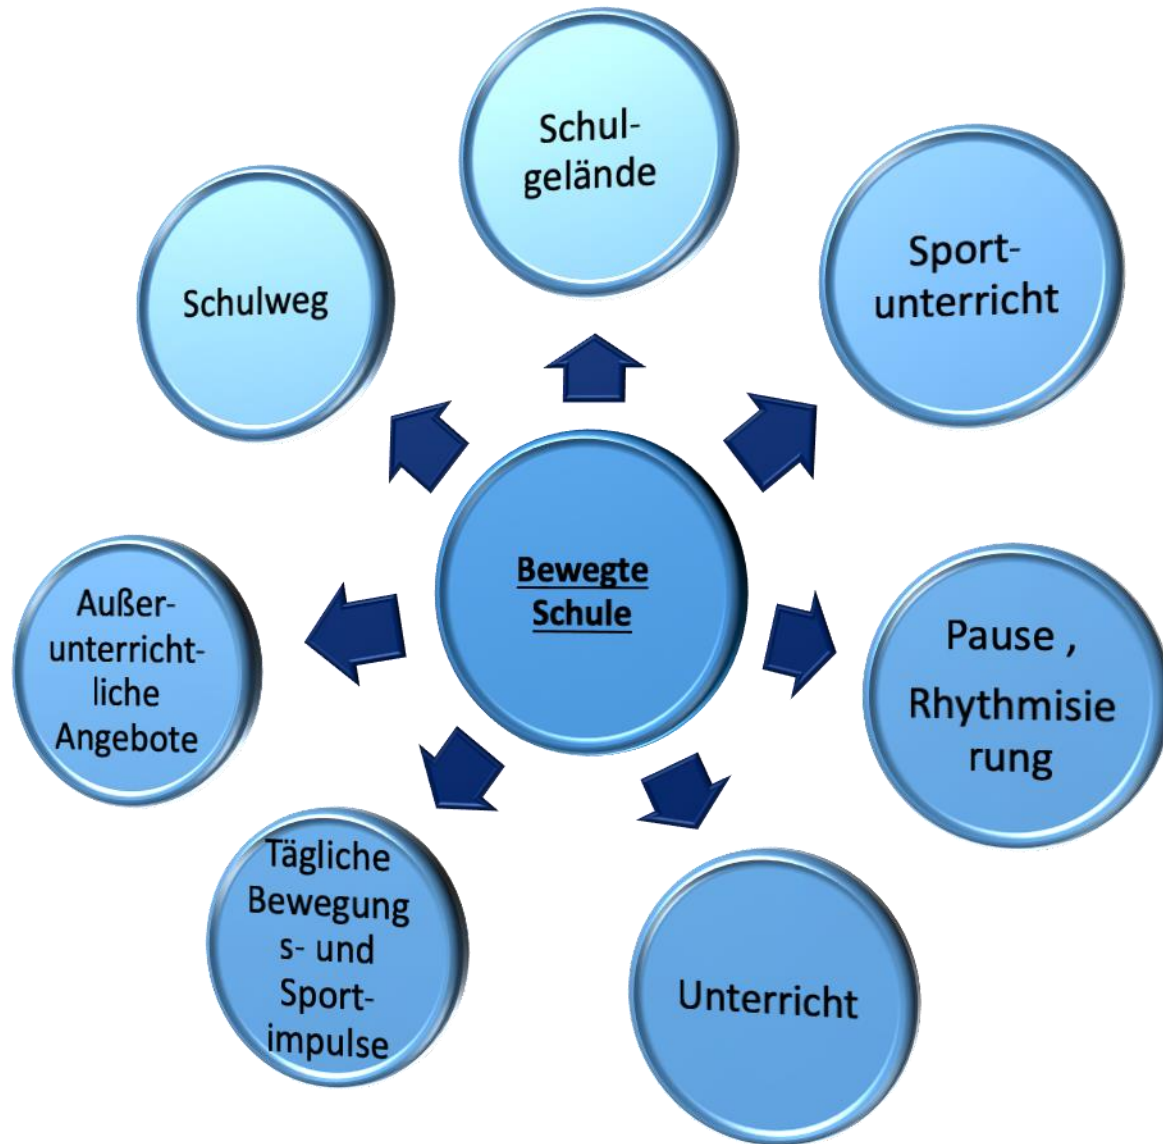 Schul-
gelände
Sport-
unterricht
Schulweg
Bewegte
Schule
Pause ,
Rhythmisie
rung
Außer-
unterricht-
liche
Angebote
Tägliche
Bewegung
s- und
Sport-
impulse
Unterricht